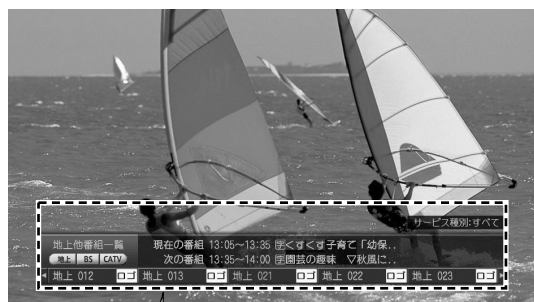 サービス種別:すべて
地上他番組一覧 現在の番組 13:05～13:35 字くすくす子育て「幼保..
地上 BS CATV 次の番組 13:35～14:00 字園芸の趣味 ▽秋風に..
地上 012 ロゴ 地上 013 ロゴ 地上 021 ロゴ 地上 022 ロゴ 地上 023 ロゴ